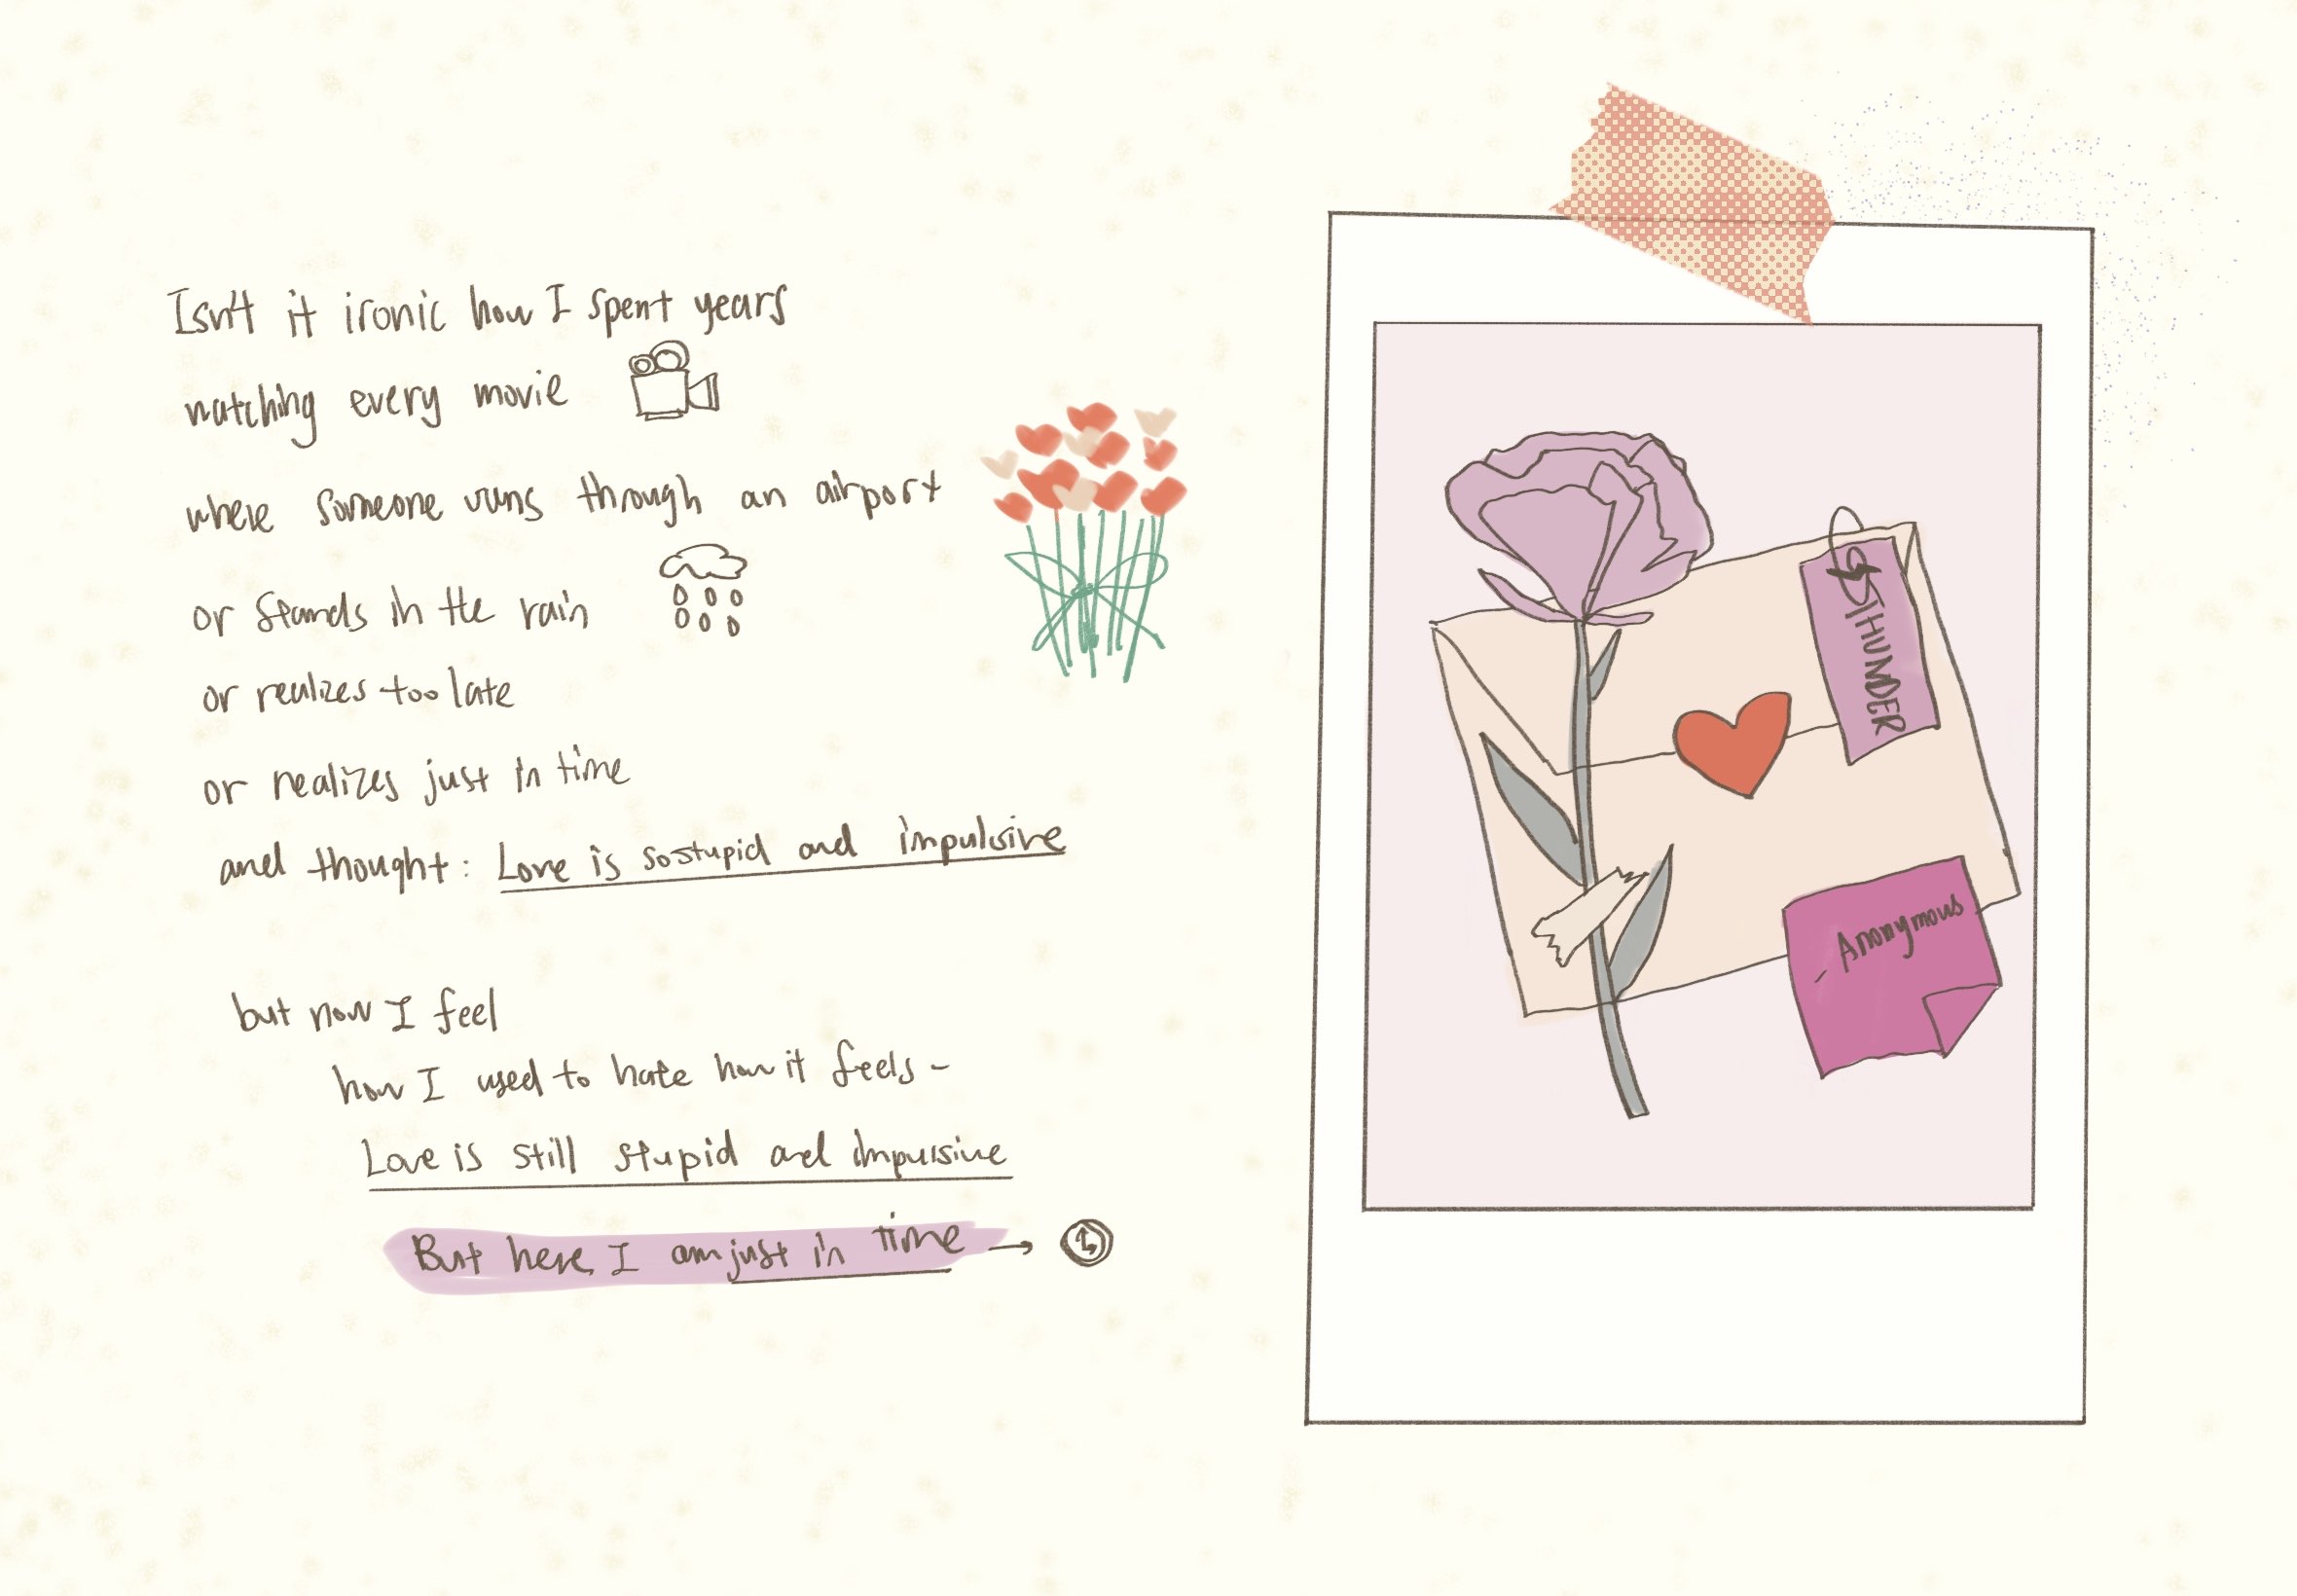 Isn't it ironic how I spent years
watching every movie
where someone runs through an airport
or stands in the rain
or realizes too late
or realizes just in time
and thought: Love is so stupid and impulsive
but now I feel
how I used to hate how it feels -
Love is still stupid and impulsive
But here I am just in time →
THUNDER
- Anonymous